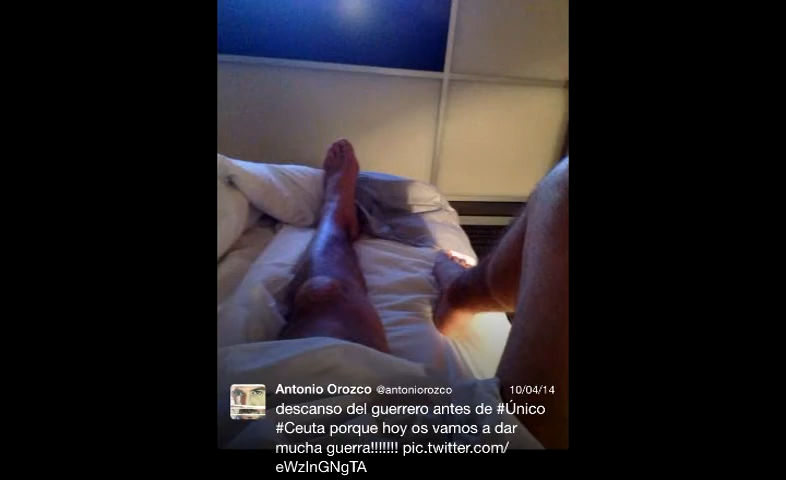 Antonio Orozco @antoniorozco 10/04/14
descanso del guerrero antes de #Único
#Ceuta porque hoy os vamos a dar
mucha guerra!!!!!!! pic.twitter.com/
eWzlnGNgTA